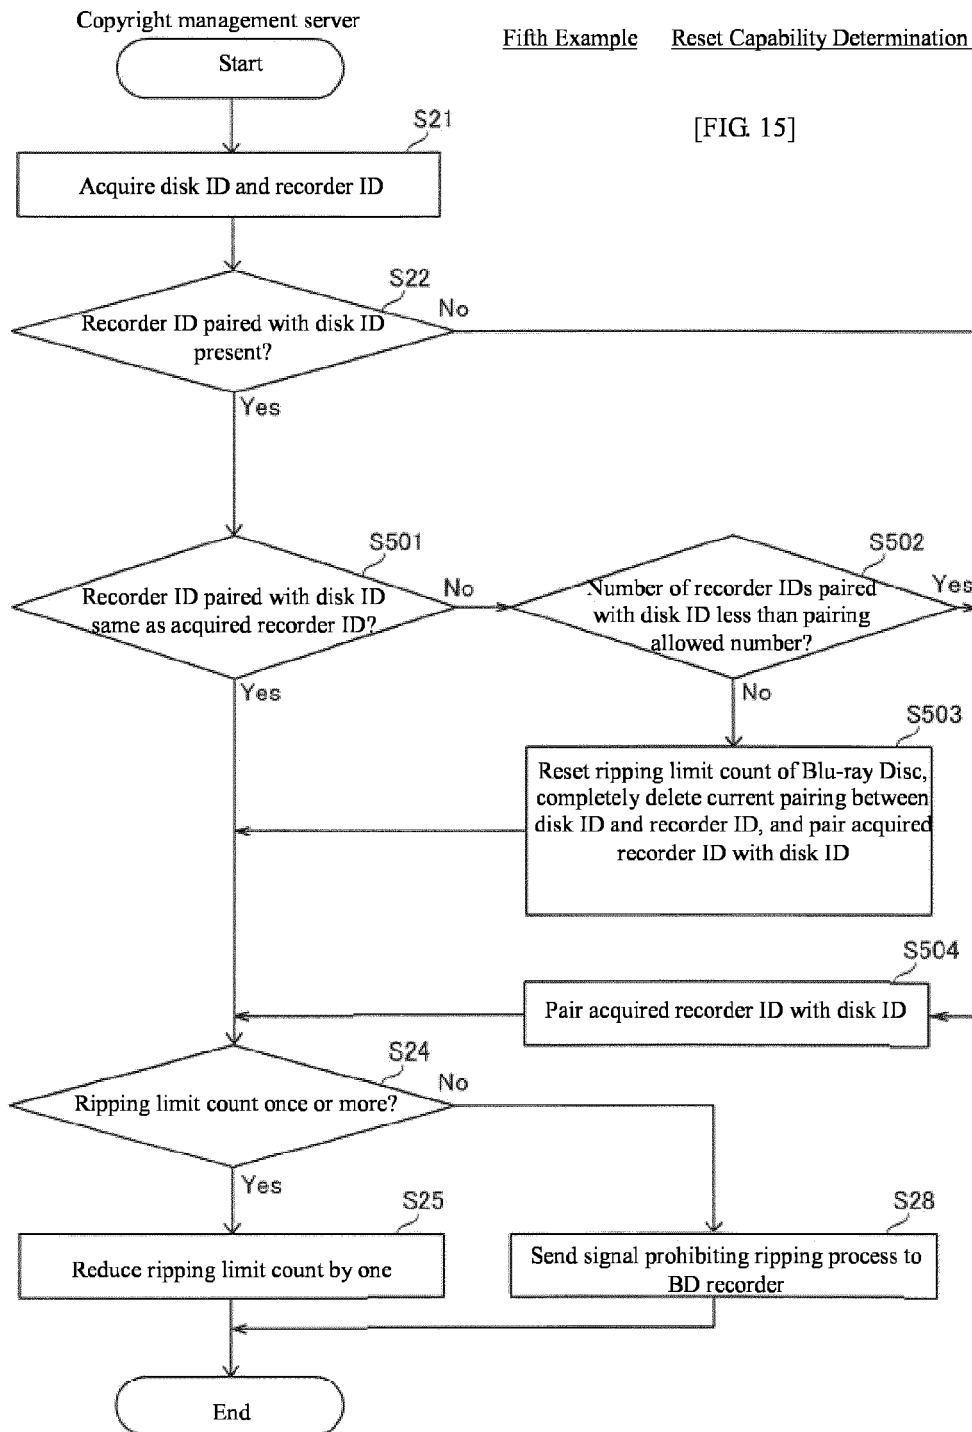 Copyright management server
Fifth Example Reset Capability Determination
Start
[FIG. 15]
S21
Acquire disk ID and recorder ID
S22
No
Recorder ID paired with disk ID
present?
Yes
S501
No
Recorder ID paired with disk ID
same as acquired recorder ID?
Yes
S502
Yes
Number of recorder IDs paired
with disk ID less than pairing
allowed number?
No
S503
Reset ripping limit count of Blu-ray Disc,
completely delete current pairing between
disk ID and recorder ID, and pair acquired
recorder ID with disk ID
S504
Pair acquired recorder ID with disk ID
S24
No
Ripping limit count once or more?
Yes
S25
Reduce ripping limit count by one
S28
Send signal prohibiting ripping process to
BD recorder
End